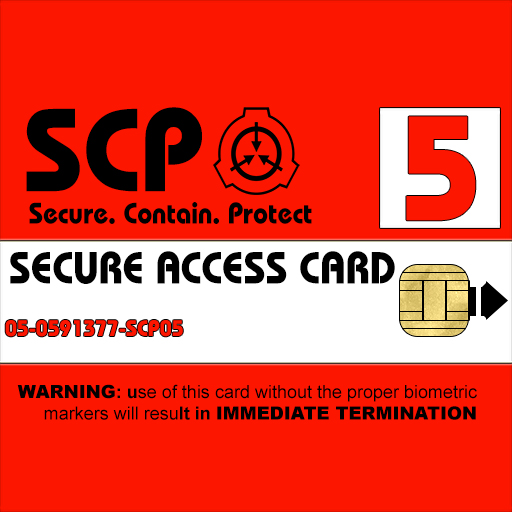 SCP
5
Secure. Contain. Protect
SECURE ACCESS CARD
05-0591377-SCP05
WARNING: use of this card without the proper biometric
markers will result in IMMEDIATE TERMINATION